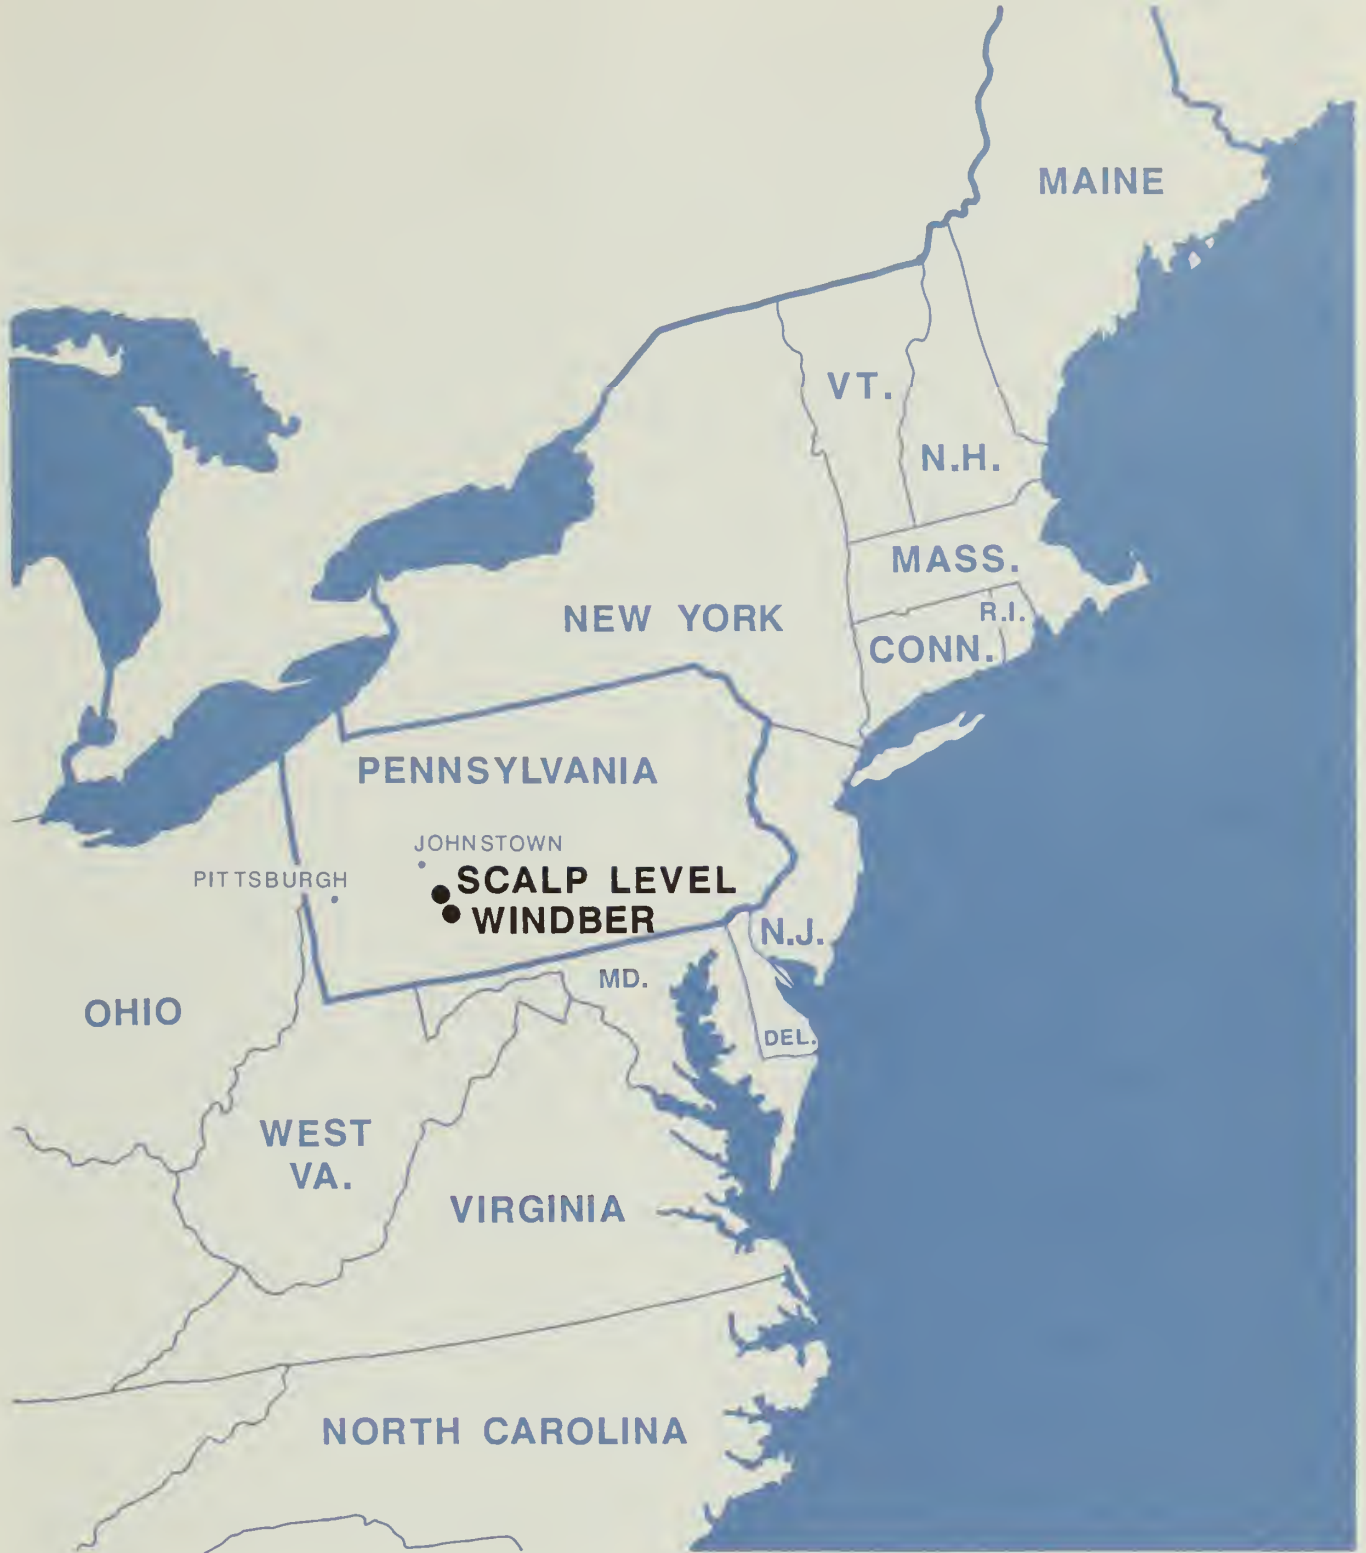 MAINE
VT.
N.H.
MASS.
NEW YORK
R.I.
CONN.
PENNSYLVANIA
JOHNSTOWN
PITTSBURGH
SCALP LEVEL
WINDBER
N.J.
MD.
OHIO
DEL.
WEST
VA.
VIRGINIA
NORTH CAROLINA